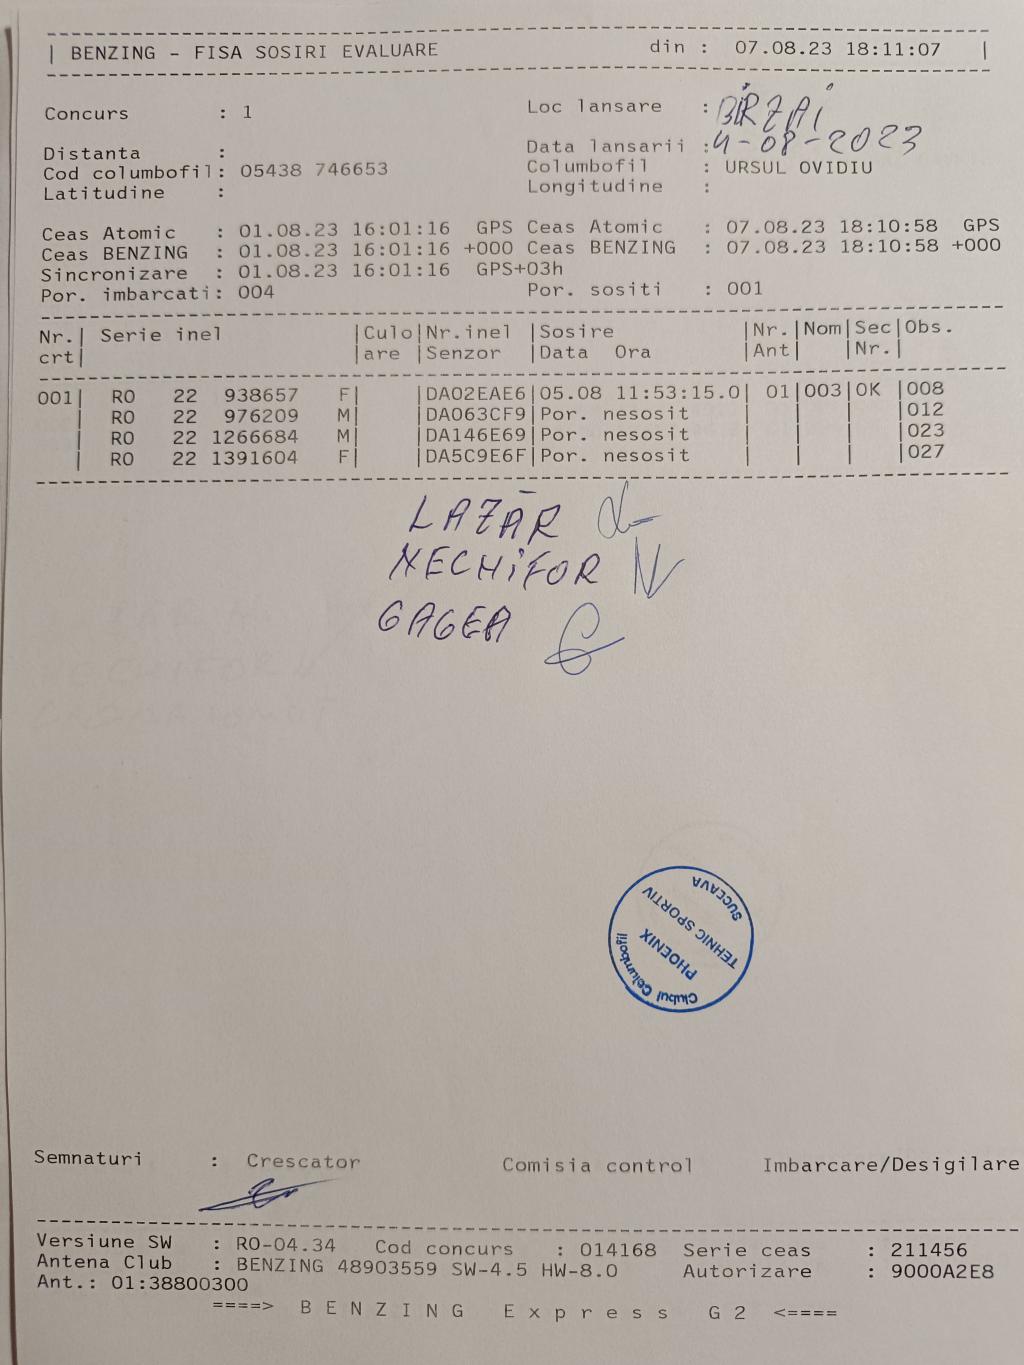 | BENZING - FISA SOSIRI EVALUARE din : 07.08.23 18:11:07 |
Concurs : 1 Loc lansare : BIRZAI
Distanta : Data lansarii : 4-08-2023
Cod columbofil: 05438 746653 Columbofil : URSUL OVIDIU
Latitudine : Longitudine :
Ceas Atomic : 01.08.23 16:01:16 GPS Ceas Atomic : 07.08.23 18:10:58 GPS
Ceas BENZING : 01.08.23 16:01:16 +000 Ceas BENZING : 07.08.23 18:10:58 +000
Sincronizare : 01.08.23 16:01:16 GPS+03h
Por. imbarcati: 004 Por. sositi : 001
Nr.| Serie inel |Culo|Nr.inel |Sosire |Nr.|Nom|Sec|Obs.
crt| |are |Senzor |Data Ora |Ant| |Nr.|
001| RO 22 938657 F| |DA02EAE6|05.08 11:53:15.0| 01|003|OK |008
| RO 22 976209 M| |DA063CF9|Por. nesosit | | | |012
| RO 22 1266684 M| |DA146E69|Por. nesosit | | | |023
| RO 22 1391604 F| |DA5C9E6F|Por. nesosit | | | |027
LAZĂR
NECHIFOR
GAGEA
Clubul Columbofil
PHOENIX
TEHNIC SPORTIV
SUCEAVA
Semnaturi : Crescator Comisia control Imbarcare/Desigilare
Versiune SW : RO-04.34 Cod concurs : 014168 Serie ceas : 211456
Antena Club : BENZING 48903559 SW-4.5 HW-8.0 Autorizare : 9000A2E8
Ant.: 01:38800300
====> B E N Z I N G E x p r e s s G 2 <====